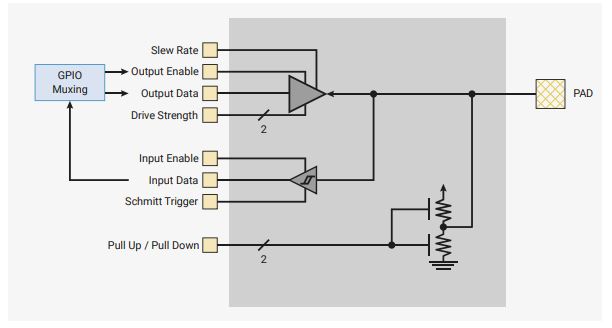 Slew Rate
GPIO
Muxing
Output Enable
Output Data
PAD
Drive Strength
2
Input Enable
Input Data
Schmitt Trigger
Pull Up / Pull Down
2